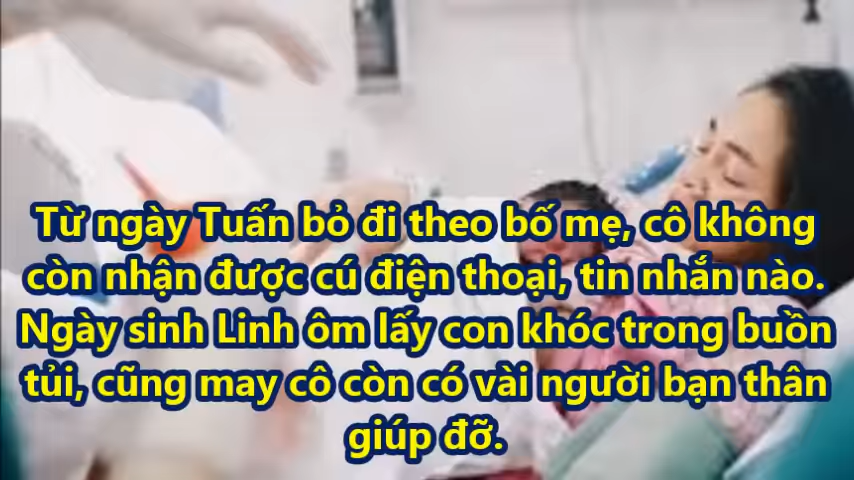 Từ ngày Tuấn bỏ đi theo bố mẹ, cô không
còn nhận được cú điện thoại, tin nhắn nào.
Ngày sinh Linh ôm lấy con khóc trong buồn
tủi, cũng may cô còn có vài người bạn thân
giúp đỡ.